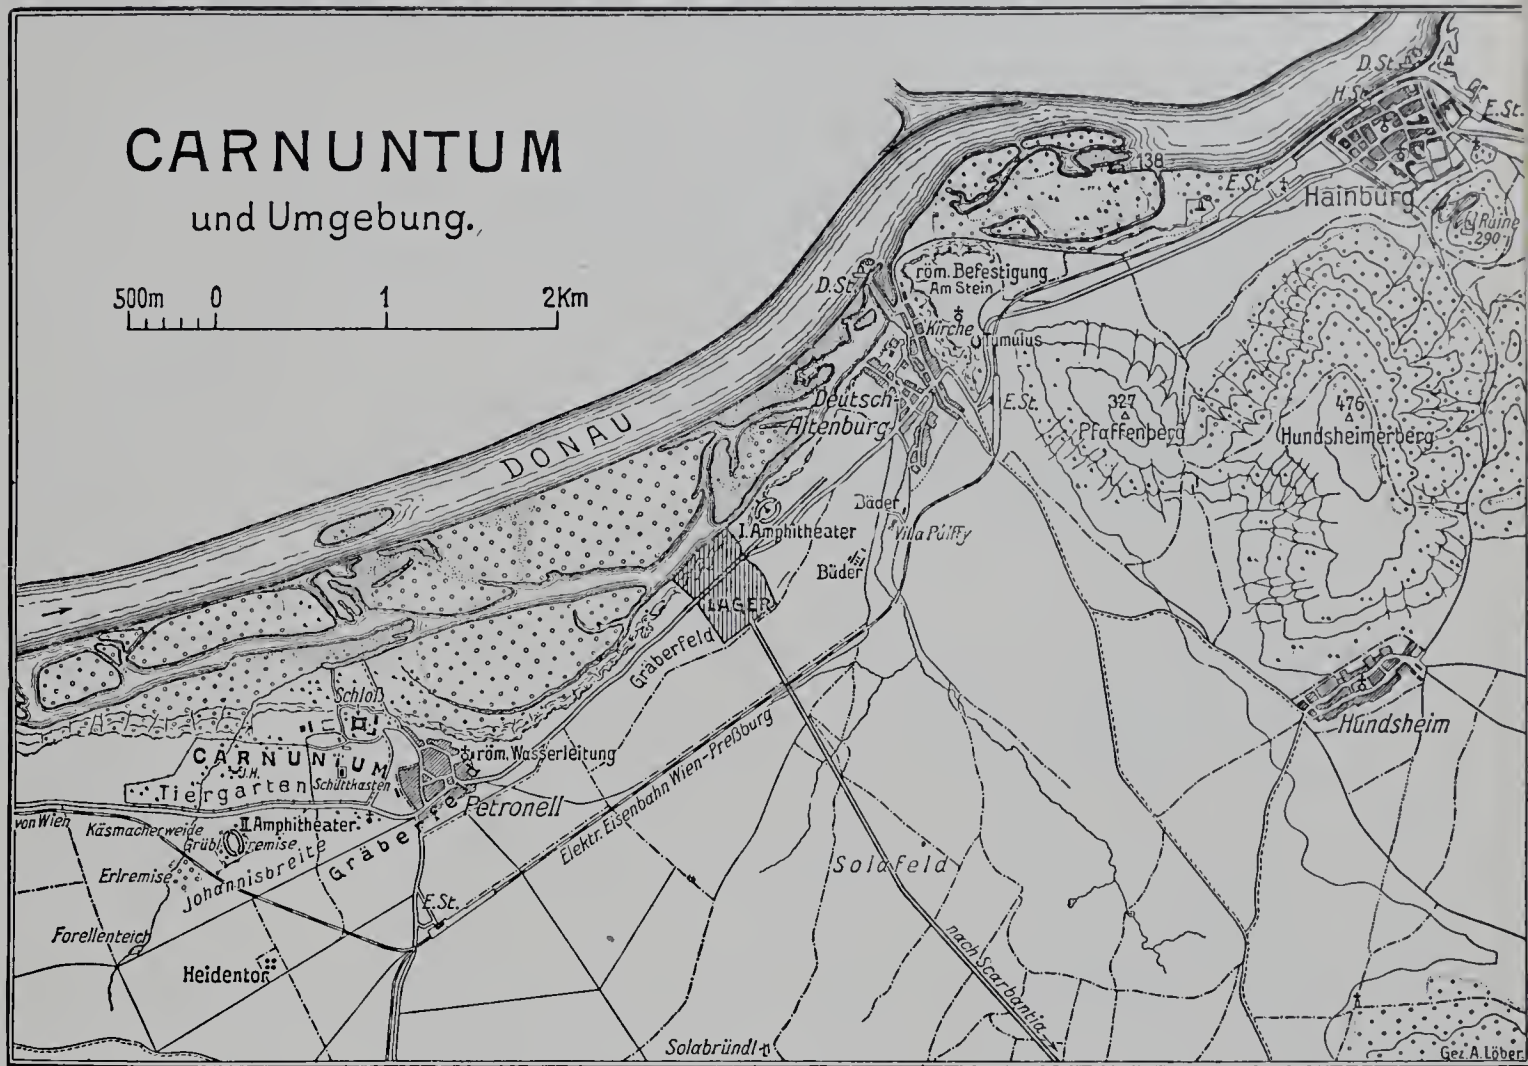 CARNUNTUM
und Umgebung.
500m 0 1 2Km
D. St.
H. St.
E. St.
138
E. St.
Hainburg
Ruine
290
röm. Befestigung
Am Stein
D. St.
Kirche
Tumulus
Deutsch-
Altenburg
E. St.
327
Pfaffenberg
476
Hundsheimerberg
DONAU
Bäder
I. Amphitheater
Villa Pálffy
Bäder
LAGER
Gräberfeld
Schloß
Hundsheim
CARNUNTUM
röm. Wasserleitung
J.H.
Tiergarten
Schüttkasten
Petronell
Elektr. Eisenbahn Wien-Preßburg
von Wien
Käsmacherweide
II. Amphitheater
Grübl
remise
Gräberfe
Johannisbreite
Erlremise
Solafeld
E. St.
Forellenteich
Heidentor
nach Scarbantia
Solabründl
Gez. A. Löber.